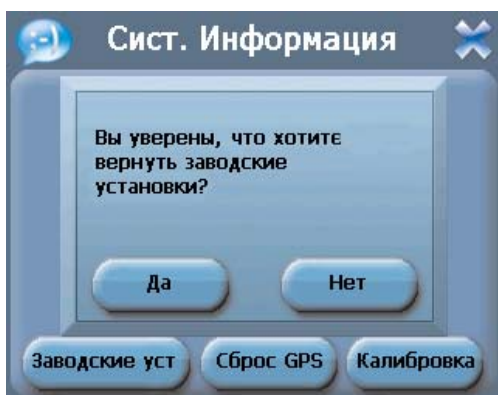 Сист. Информация
Вы уверены, что хотите
вернуть заводские
установки?
Да
Нет
Заводские уст
Сброс GPS
Калибровка